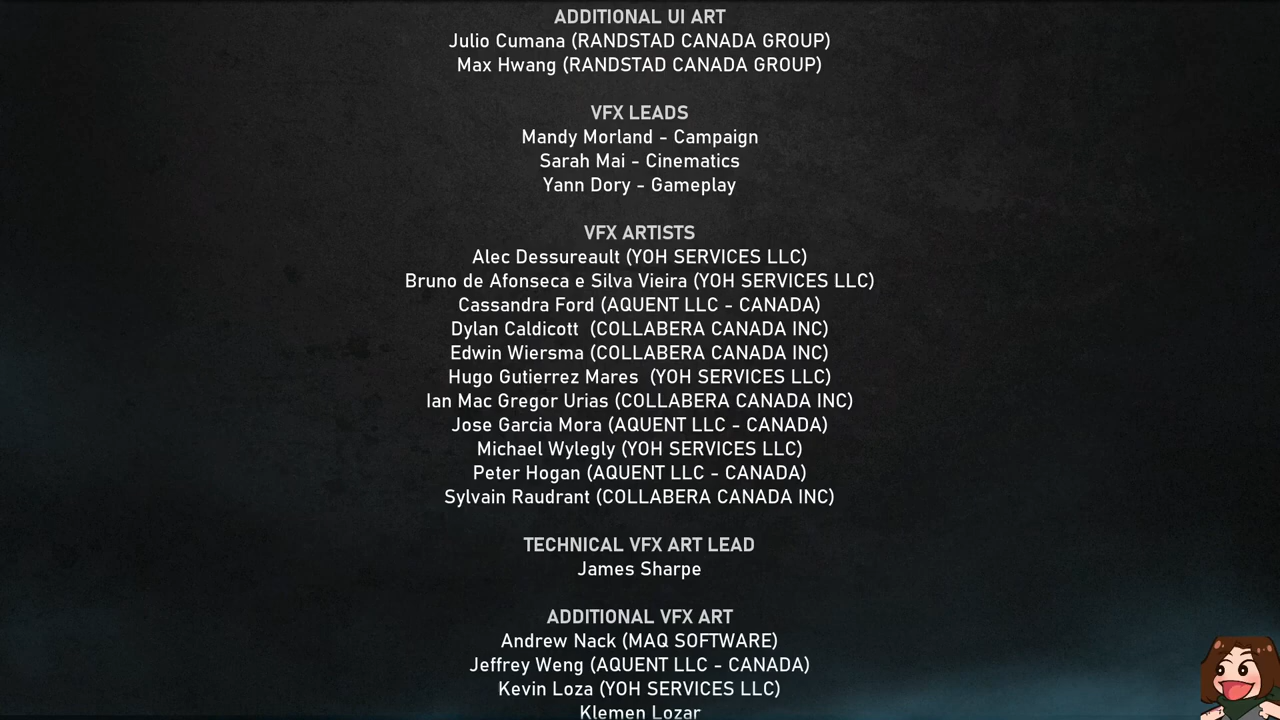 ADDITIONAL UI ART
Julio Cumana (RANDSTAD CANADA GROUP)
Max Hwang (RANDSTAD CANADA GROUP)
VFX LEADS
Mandy Morland - Campaign
Sarah Mai - Cinematics
Yann Dory - Gameplay
VFX ARTISTS
Alec Dessureault (YOH SERVICES LLC)
Bruno de Afonseca e Silva Vieira (YOH SERVICES LLC)
Cassandra Ford (AQUENT LLC - CANADA)
Dylan Caldicott  (COLLABERA CANADA INC)
Edwin Wiersma (COLLABERA CANADA INC)
Hugo Gutierrez Mares  (YOH SERVICES LLC)
Ian Mac Gregor Urias (COLLABERA CANADA INC)
Jose Garcia Mora (AQUENT LLC - CANADA)
Michael Wylegly (YOH SERVICES LLC)
Peter Hogan (AQUENT LLC - CANADA)
Sylvain Raudrant (COLLABERA CANADA INC)
TECHNICAL VFX ART LEAD
James Sharpe
ADDITIONAL VFX ART
Andrew Nack (MAQ SOFTWARE)
Jeffrey Weng (AQUENT LLC - CANADA)
Kevin Loza (YOH SERVICES LLC)
Klemen Lozar